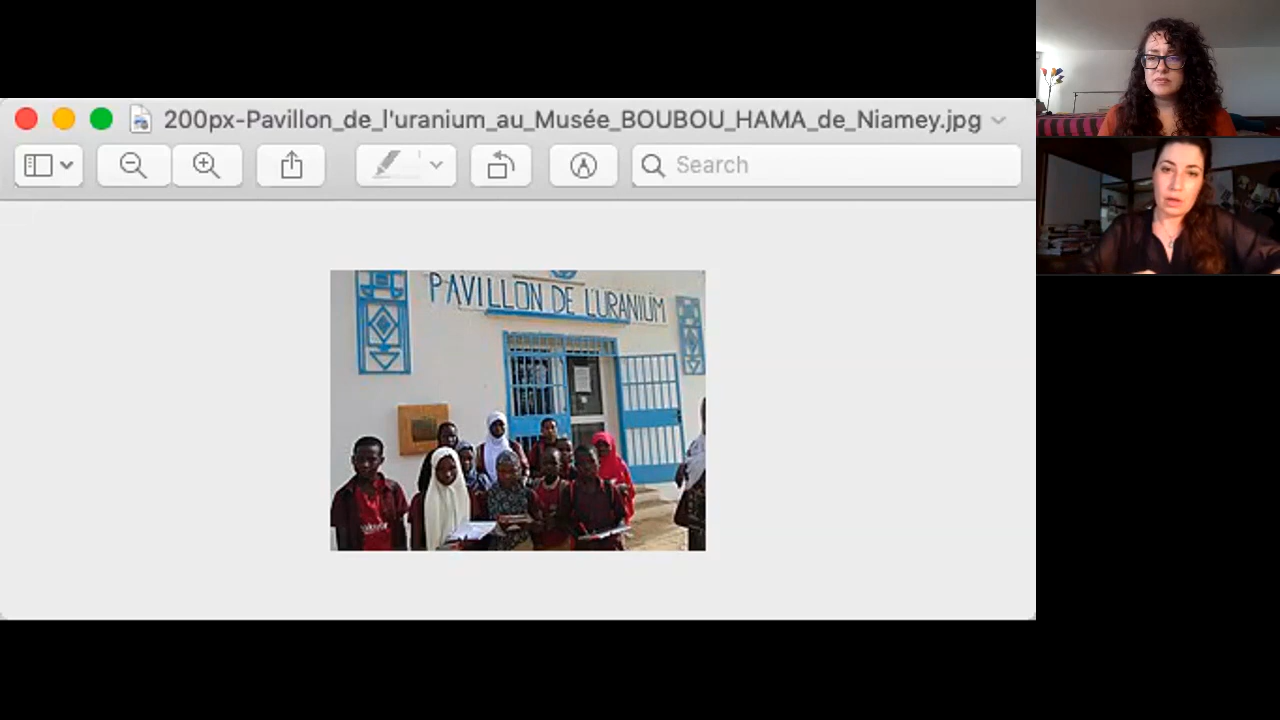 200px-Pavillon_de_l'uranium_au_Musée_BOUBOU_HAMA_de_Niamey.jpg
Search
PAVILLON DE L'URANIUM